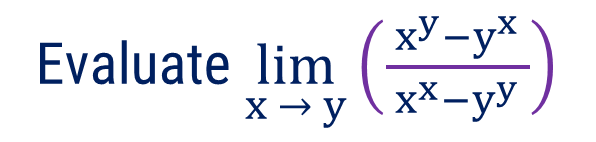 Evaluate lim x → y (x^y − y^x / x^x − y^y)